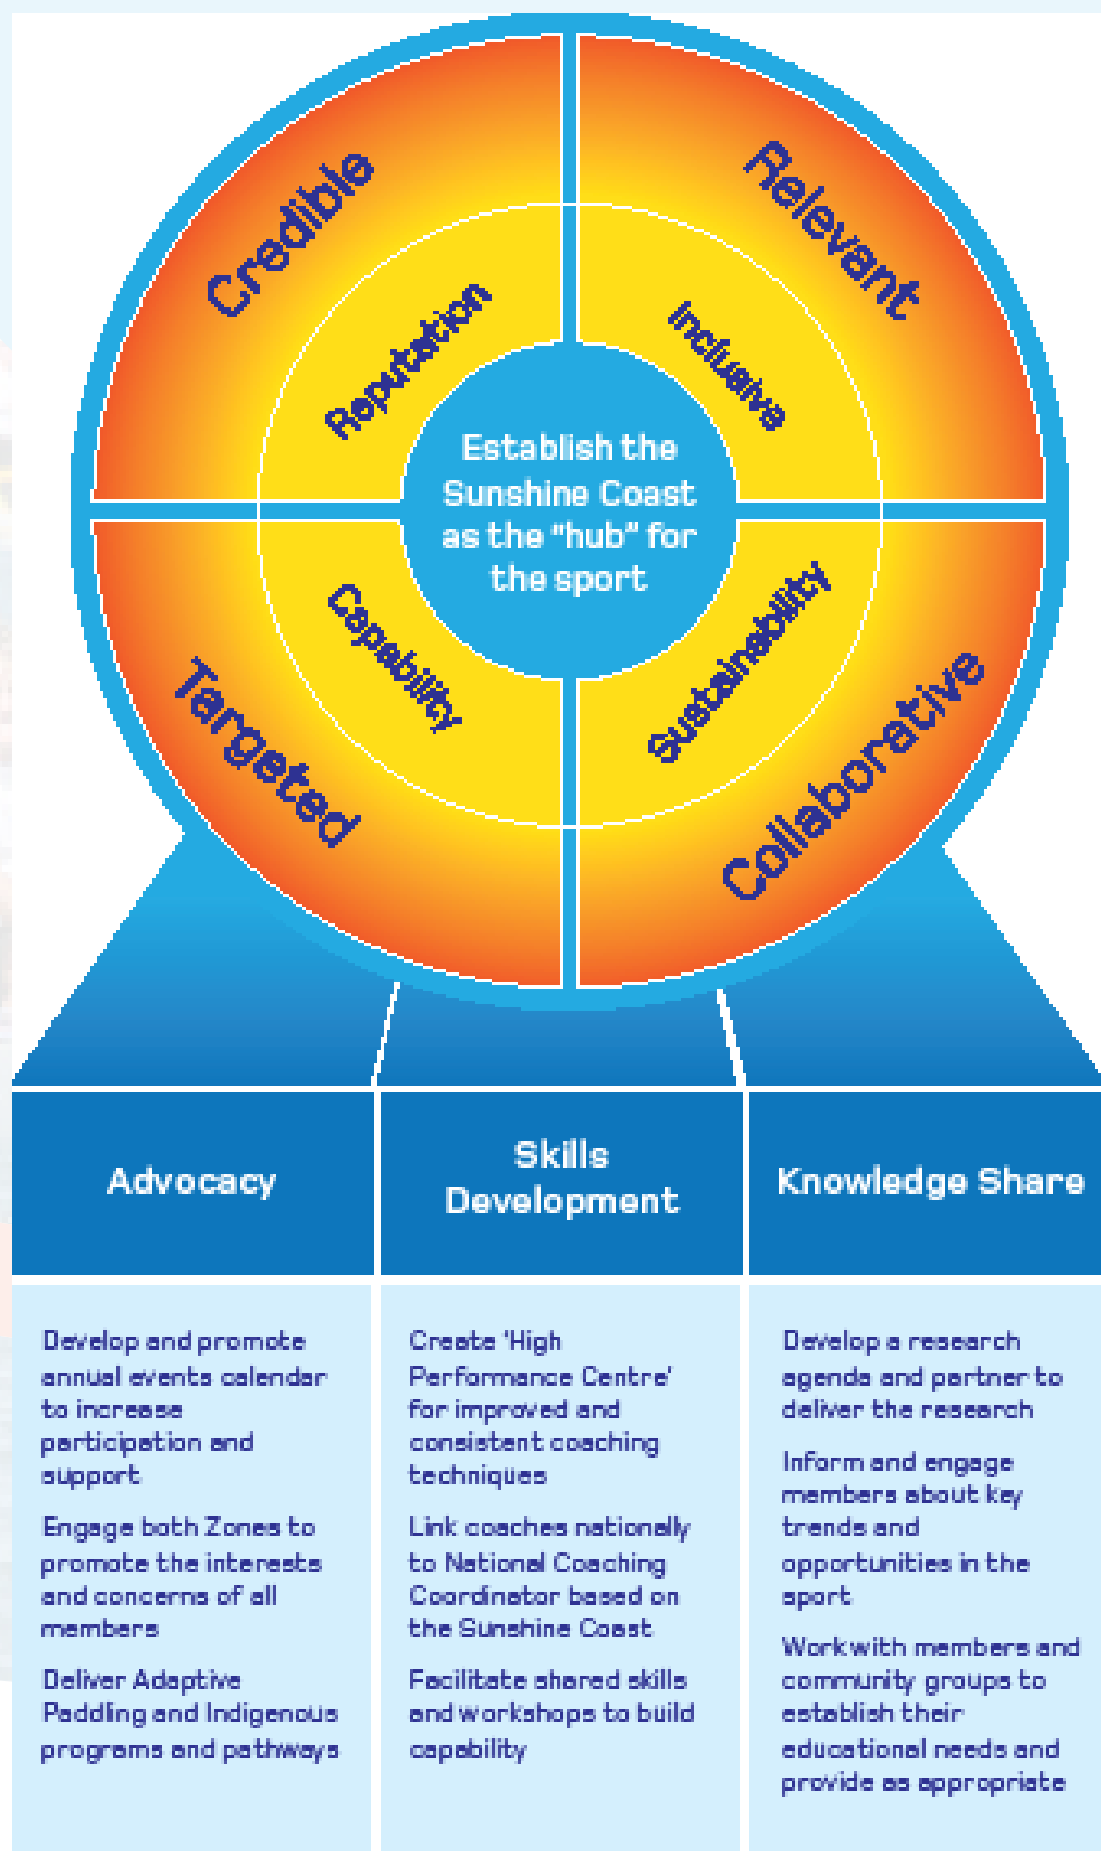 Credible
Relevant
Reputation
Inclusive
Establish the
Sunshine Coast
as the "hub" for
the sport
Capability
Sustainability
Targeted
Collaborative
Advocacy
Skills
Development
Knowledge Share
Develop and promote
annual events calendar
to increase
participation and
support.
Engage both Zones to
promote the interests
and concerns of all
members
Deliver Adaptive
Paddling and Indigenous
programs and pathways
Create 'High
Performance Centre'
for improved and
consistent coaching
techniques
Link coaches nationally
to National Coaching
Coordinator based on
the Sunshine Coast.
Facilitate shared skills
and workshops to build
capability
Develop a research
agenda and partner to
deliver the research
Inform and engage
members about key
trends and
opportunities in the
sport.
Work with members and
community groups to
establish their
educational needs and
provide as appropriate